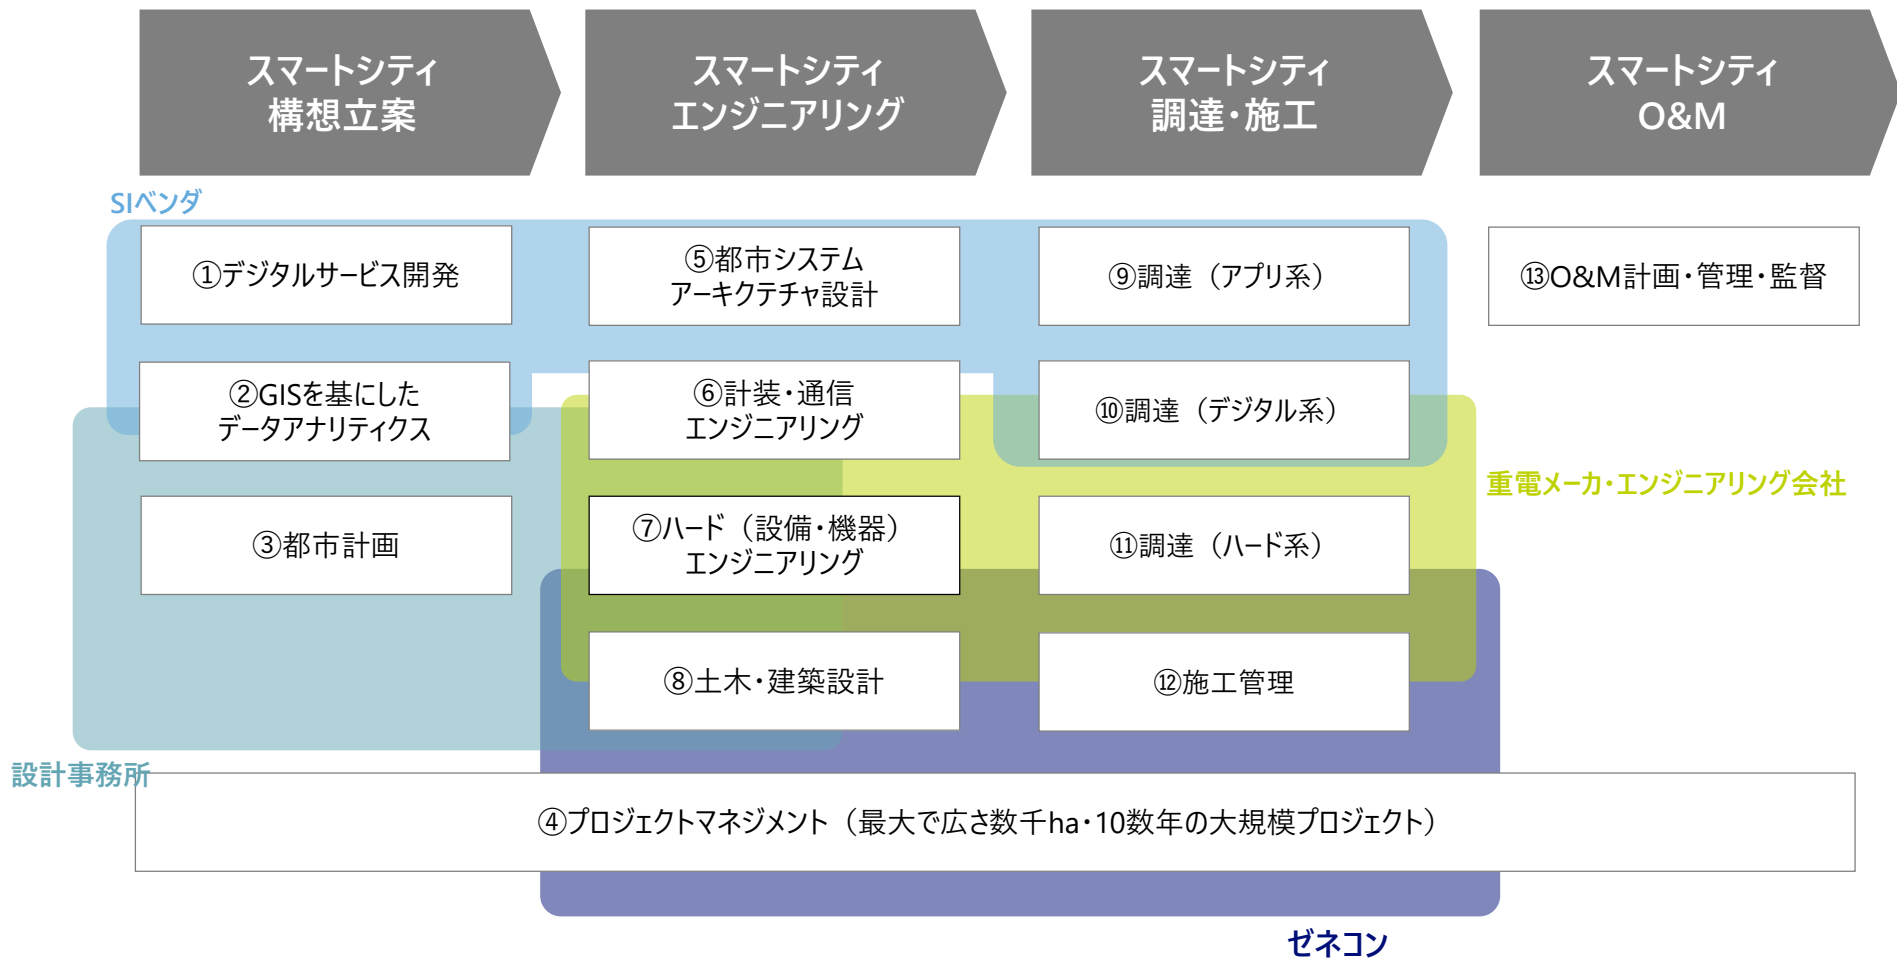 スマートシティ
構想立案
スマートシティ
エンジニアリング
スマートシティ
調達・施工
スマートシティ
O&M
SIベンダ
①デジタルサービス開発
⑤都市システム
アーキクテチャ設計
⑨調達（アプリ系）
⑬O&M計画・管理・監督
②GISを基にした
データアナリティクス
⑥計装・通信
エンジニアリング
⑩調達（デジタル系）
重電メーカ・エンジニアリング会社
③都市計画
⑦ハード（設備・機器）
エンジニアリング
⑪調達（ハード系）
⑧土木・建築設計
⑫施工管理
設計事務所
④プロジェクトマネジメント（最大で広さ数千ha・10数年の大規模プロジェクト）
ゼネコン